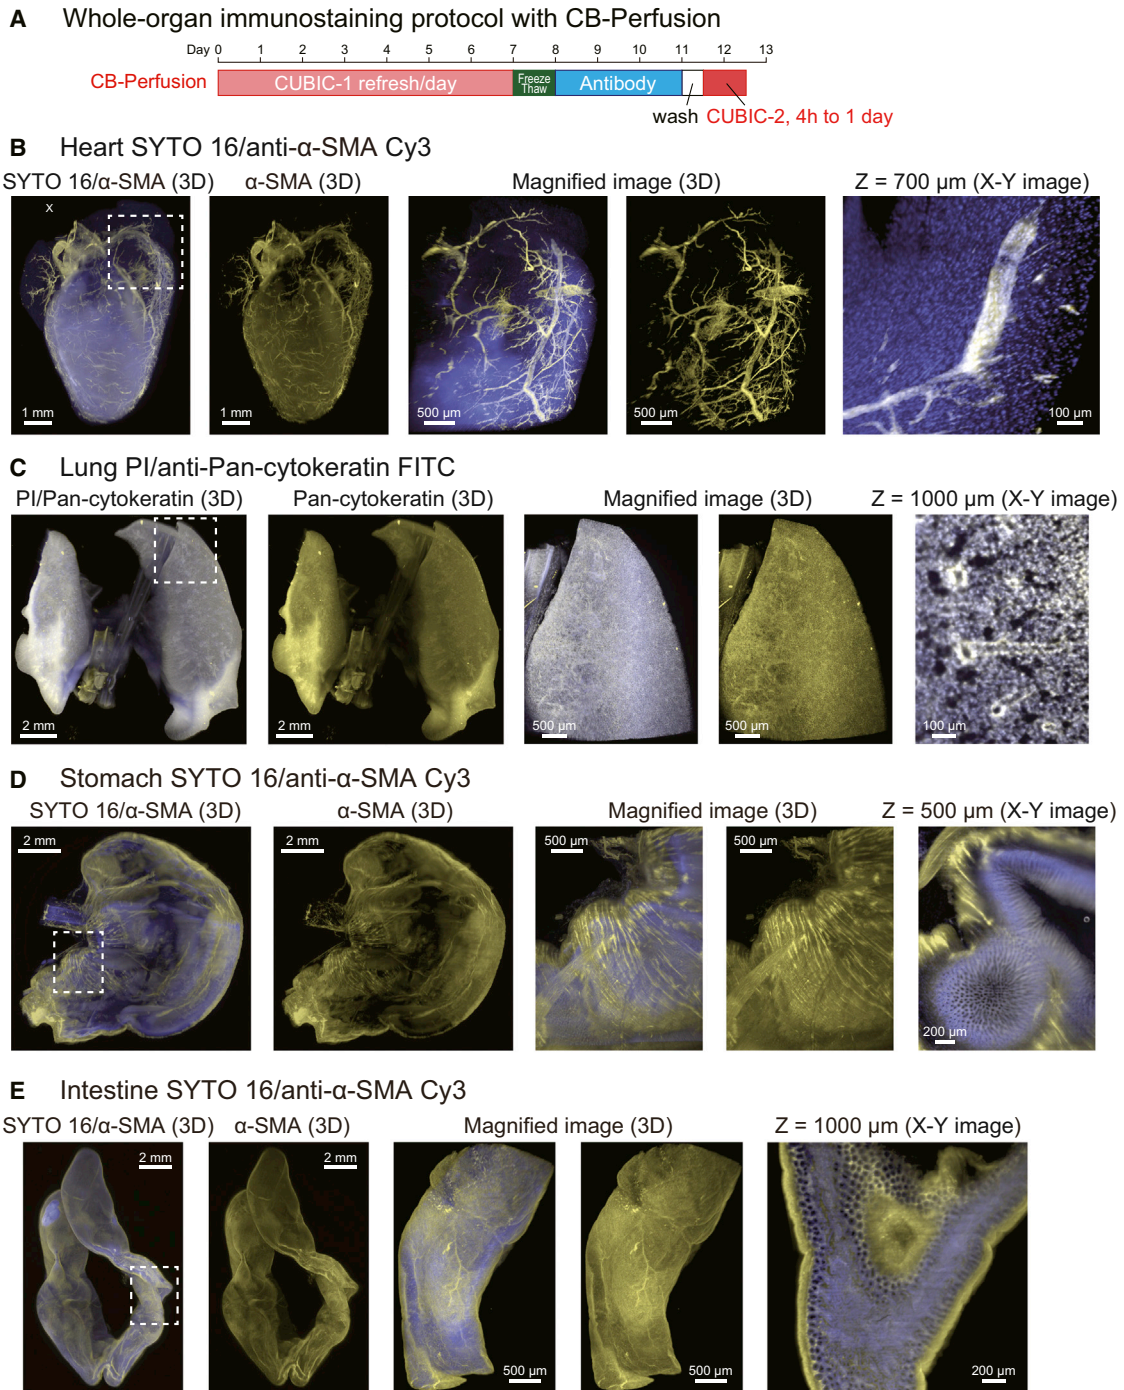 A Whole-organ immunostaining protocol with CB-Perfusion
Day 0 1 2 3 4 5 6 7 8 9 10 11 12 13
CB-Perfusion CUBIC-1 refresh/day Freeze Thaw Antibody
wash CUBIC-2, 4h to 1 day
B Heart SYTO 16/anti-α-SMA Cy3
SYTO 16/α-SMA (3D) α-SMA (3D) Magnified image (3D) Z = 700 µm (X-Y image)
x
1 mm 1 mm 500 µm 500 µm 100 µm
C Lung PI/anti-Pan-cytokeratin FITC
PI/Pan-cytokeratin (3D) Pan-cytokeratin (3D) Magnified image (3D) Z = 1000 µm (X-Y image)
2 mm 2 mm 500 µm 500 µm 100 µm
D Stomach SYTO 16/anti-α-SMA Cy3
SYTO 16/α-SMA (3D) α-SMA (3D) Magnified image (3D) Z = 500 µm (X-Y image)
2 mm 2 mm 500 µm 500 µm
200 µm
E Intestine SYTO 16/anti-α-SMA Cy3
SYTO 16/α-SMA (3D) α-SMA (3D) Magnified image (3D) Z = 1000 µm (X-Y image)
2 mm 2 mm
500 µm 500 µm 200 µm